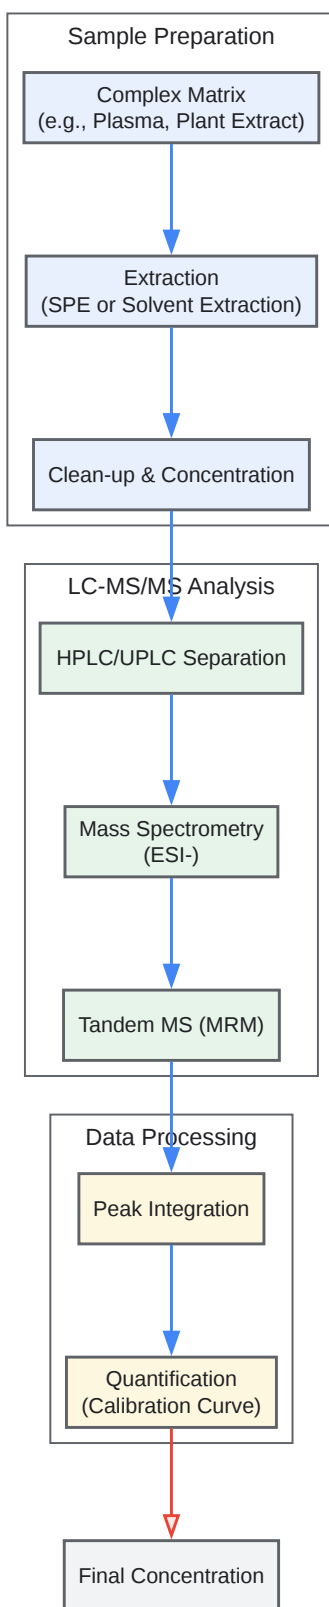 Sample Preparation
Complex Matrix
(e.g., Plasma, Plant Extract)
Extraction
(SPE or Solvent Extraction)
Clean-up & Concentration
LC-MS/MS Analysis
HPLC/UPLC Separation
Mass Spectrometry
(ESI-)
Tandem MS (MRM)
Data Processing
Peak Integration
Quantification
(Calibration Curve)
Final Concentration